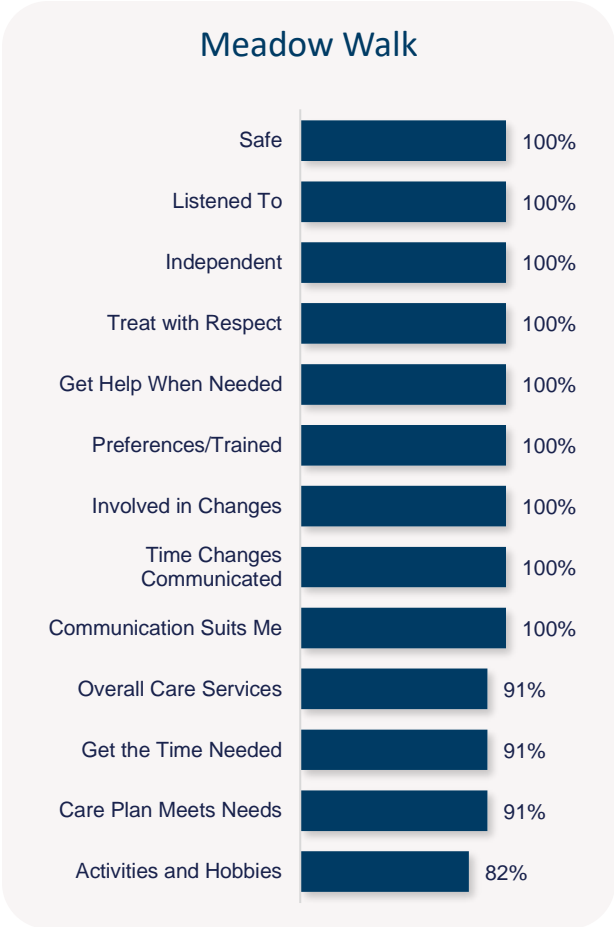 Meadow Walk
Safe 100%
Listened To 100%
Independent 100%
Treat with Respect 100%
Get Help When Needed 100%
Preferences/Trained 100%
Involved in Changes 100%
Time Changes
Communicated 100%
Communication Suits Me 100%
Overall Care Services 91%
Get the Time Needed 91%
Care Plan Meets Needs 91%
Activities and Hobbies 82%